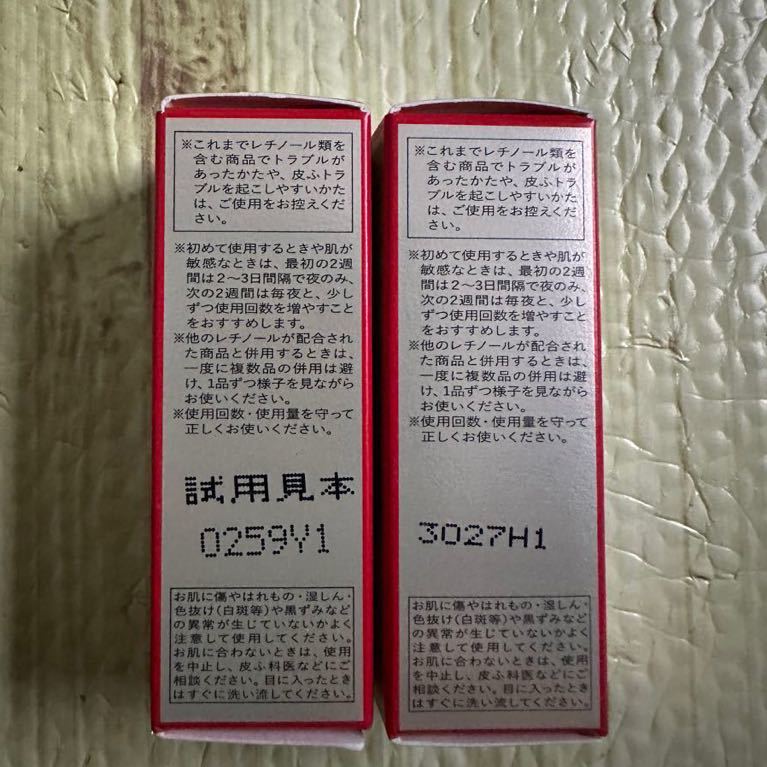 ※これまでレチノール類を
含む商品でトラブルが
あったかたや、皮ふトラ
ブルを起こしやすいかた
は、ご使用をお控えくだ
さい。
※初めて使用するときや肌が
敏感なときは、最初の2週
間は2〜3日間隔で夜のみ、
次の2週間は毎夜と、少し
ずつ使用回数を増やすこと
をおすすめします。
※他のレチノールが配合され
た商品と併用するときは、
一度に複数品の併用は避
け、1品ずつ様子を見ながら
お使いください。
※使用回数・使用量を守って
正しくお使いください。
試用見本
0259Y1
お肌に傷やはれもの・湿しん・
色抜け(白斑等)や黒ずみなど
の異常が生じていないかよく
注意して使用してください。
お肌に合わないときは、使用
を中止し、皮ふ科医などにご
相談ください。目に入ったとき
はすぐに洗い流してください。
※これまでレチノール類を
含む商品でトラブルが
あったかたや、皮ふトラ
ブルを起こしやすいかた
は、ご使用をお控えくだ
さい。
※初めて使用するときや肌が
敏感なときは、最初の2週
間は2〜3日間隔で夜のみ、
次の2週間は毎夜と、少し
ずつ使用回数を増やすこと
をおすすめします。
※他のレチノールが配合され
た商品と併用するときは、
一度に複数品の併用は避
け、1品ずつ様子を見ながら
お使いください。
※使用回数・使用量を守って
正しくお使いください。
3027H1
お肌に傷やはれもの・湿しん・
色抜け(白斑等)や黒ずみなど
の異常が生じていないかよく
注意して使用してください。
お肌に合わないときは、使用
を中止し、皮ふ科医などにご
相談ください。目に入ったとき
はすぐに洗い流してください。